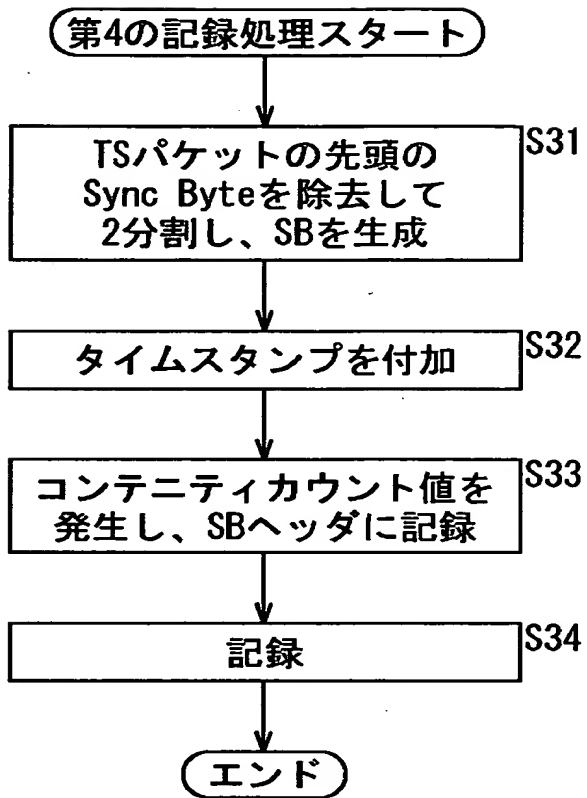 第4の記録処理スタート
S31
TSパケットの先頭の
Sync Byteを除去して
2分割し、SBを生成
S32
タイムスタンプを付加
S33
コンテニティカウント値を
発生し、SBヘッダに記録
S34
記録
エンド